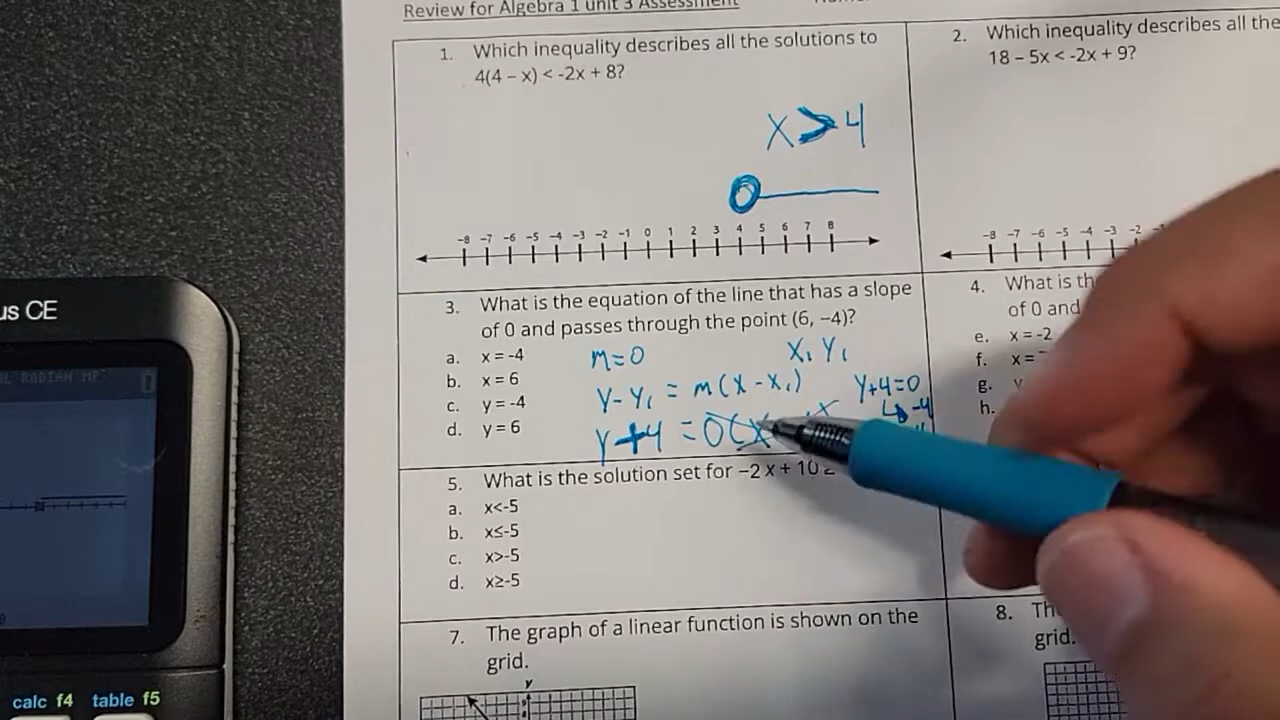 Review for Algebra 1 unit 3 Assessment
1. Which inequality describes all the solutions to
4(4 – x) < -2x + 8?
x > 4
-8 -7 -6 -5 -4 -3 -2 -1 0 1 2 3 4 5 6 7 8
2. Which inequality describes all the
18 – 5x < -2x + 9?
-8 -7 -6 -5 -4 -3 -2
3. What is the equation of the line that has a slope
of 0 and passes through the point (6, –4)?
a. x = -4
b. x = 6
c. y = -4
d. y = 6
m=0
x₁ y₁
y-y₁ = m(x-x₁)
y+4 = 0(x
y+4=0
-4
4. What is th
of 0 and
e. x = -2
f. x =
g.
h.
5. What is the solution set for –2 x + 10
a. x<-5
b. x≤-5
c. x>-5
d. x≥-5
7. The graph of a linear function is shown on the
grid.
y
8. Th
grid.
us CE
RADIAN MP
calc f4 table f5